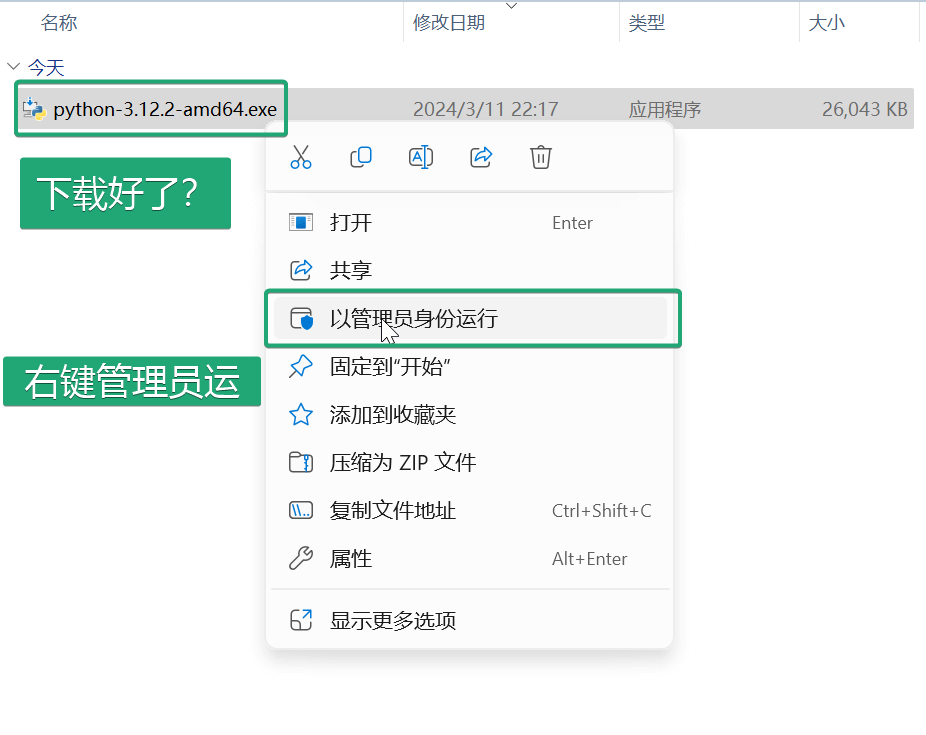 名称 修改日期 类型 大小
今天
python-3.12.2-amd64.exe 2024/3/11 22:17 应用程序 26,043 KB
下载好了？
打开 Enter
共享
以管理员身份运行
右键管理员运
固定到“开始”
添加到收藏夹
压缩为 ZIP 文件
复制文件地址 Ctrl+Shift+C
属性 Alt+Enter
显示更多选项